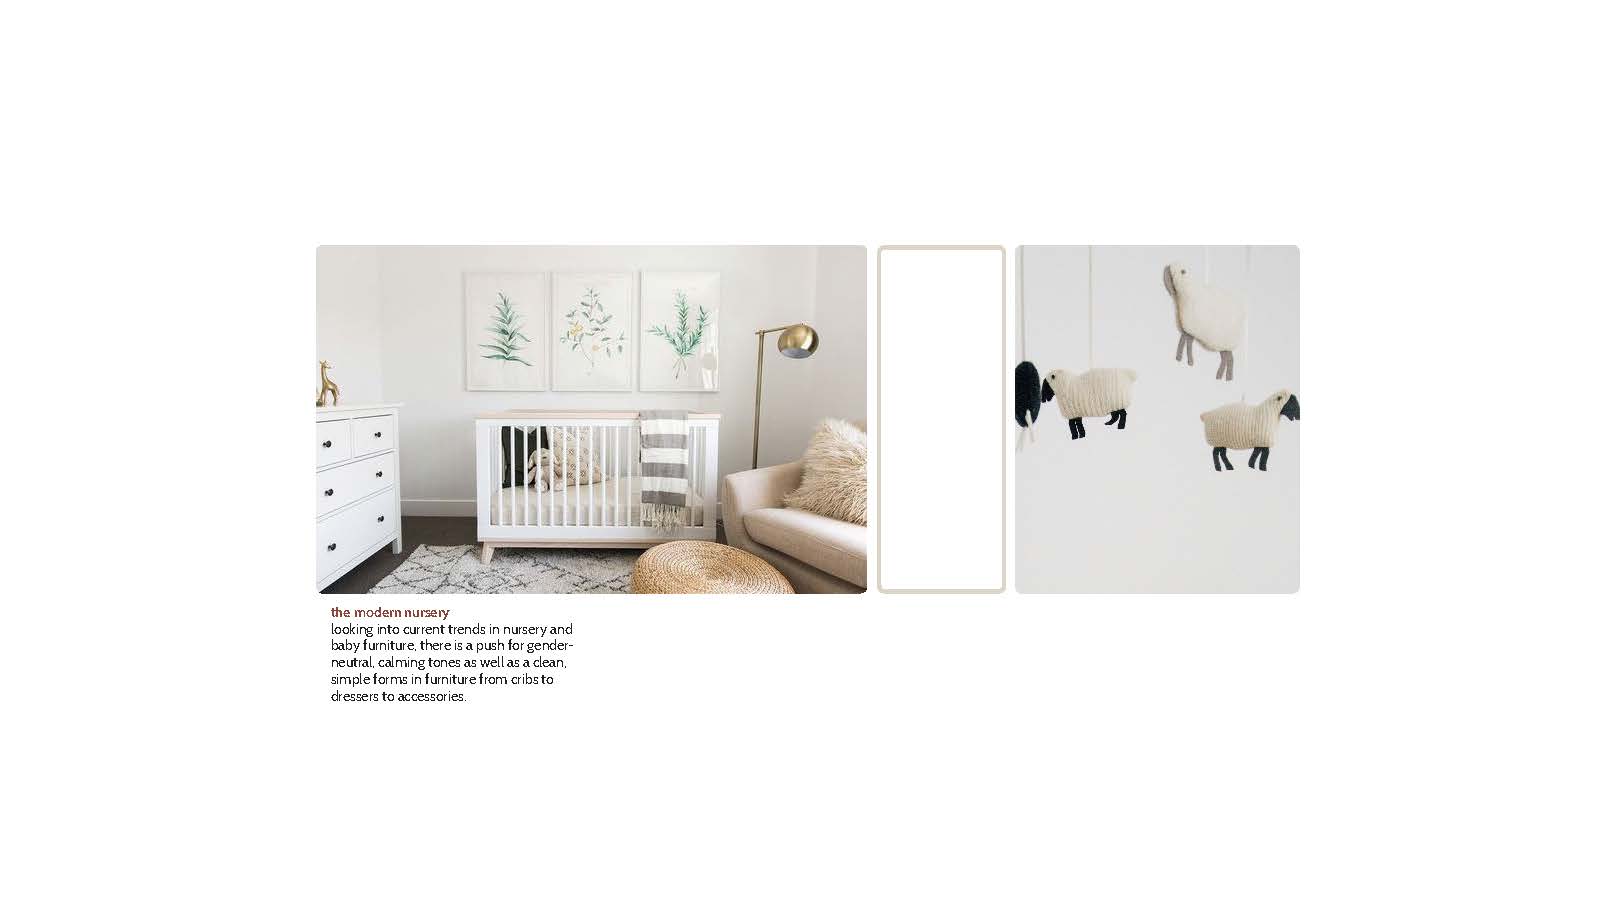 the modern nursery
looking into current trends in nursery and
baby furniture, there is a push for gender-
neutral, calming tones as well as a clean,
simple forms in furniture from cribs to
dressers to accessories.